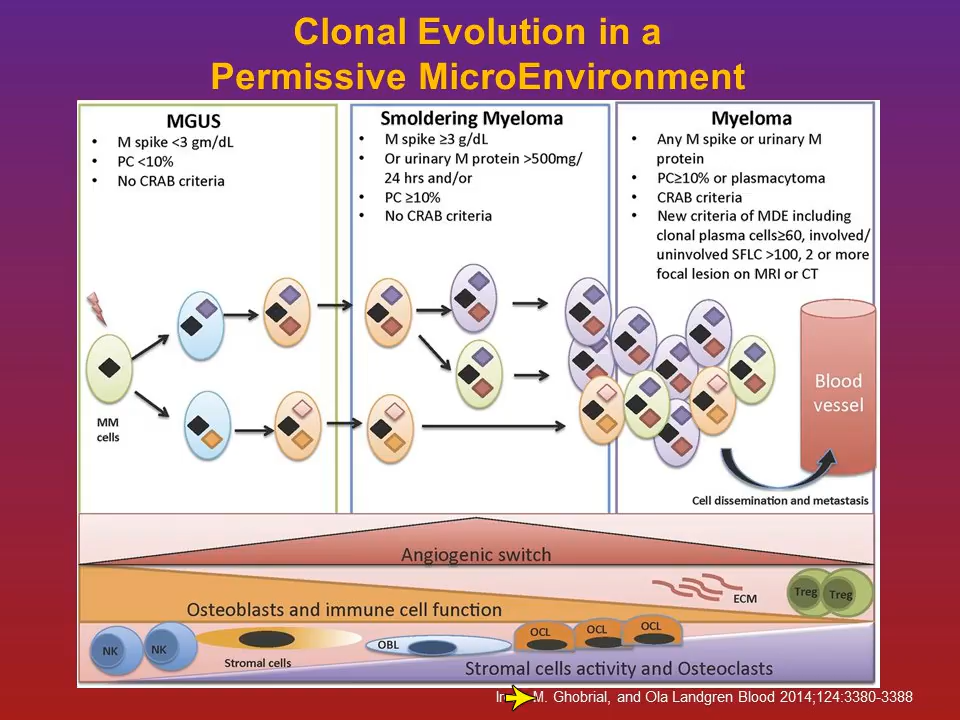 Clonal Evolution in a
Permissive MicroEnvironment
MGUS
• M spike <3 gm/dL
• PC <10%
• No CRAB criteria
Smoldering Myeloma
• M spike ≥3 g/dL
• Or urinary M protein >500mg/
24 hrs and/or
• PC ≥10%
• No CRAB criteria
Myeloma
• Any M spike or urinary M
protein
• PC≥10% or plasmacytoma
• CRAB criteria
• New criteria of MDE including
clonal plasma cells≥60, involved/
uninvolved SFLC >100, 2 or more
focal lesion on MRI or CT
MM
cells
Blood
vessel
Cell dissemination and metastasis
Angiogenic switch
Osteoblasts and immune cell function
ECM
Treg
Treg
NK
NK
Stromal cells
OBL
OCL
OCL
OCL
Stromal cells activity and Osteoclasts
M. Ghobrial, and Ola Landgren Blood 2014;124:3380-3388